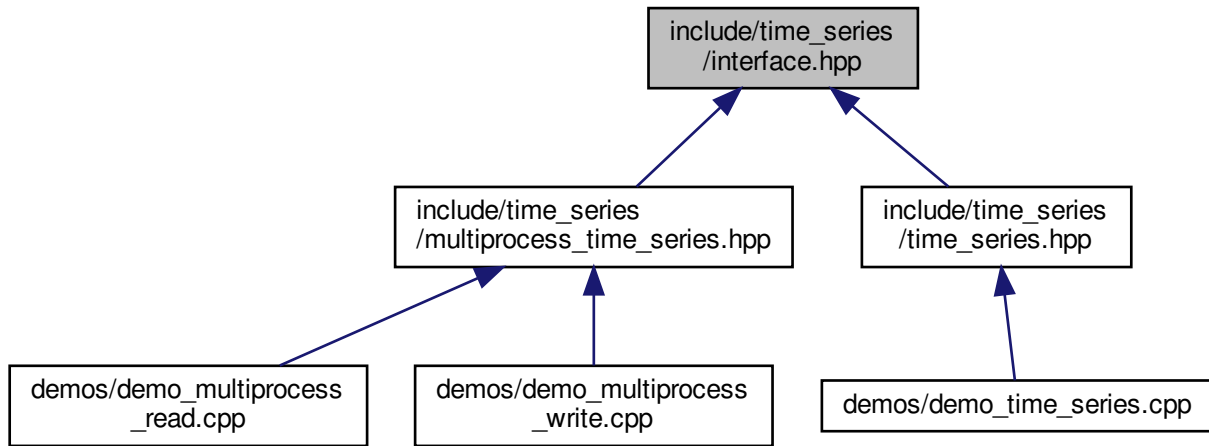 include/time_series
/interface.hpp
include/time_series
/multiprocess_time_series.hpp
include/time_series
/time_series.hpp
demos/demo_multiprocess
_read.cpp
demos/demo_multiprocess
_write.cpp
demos/demo_time_series.cpp